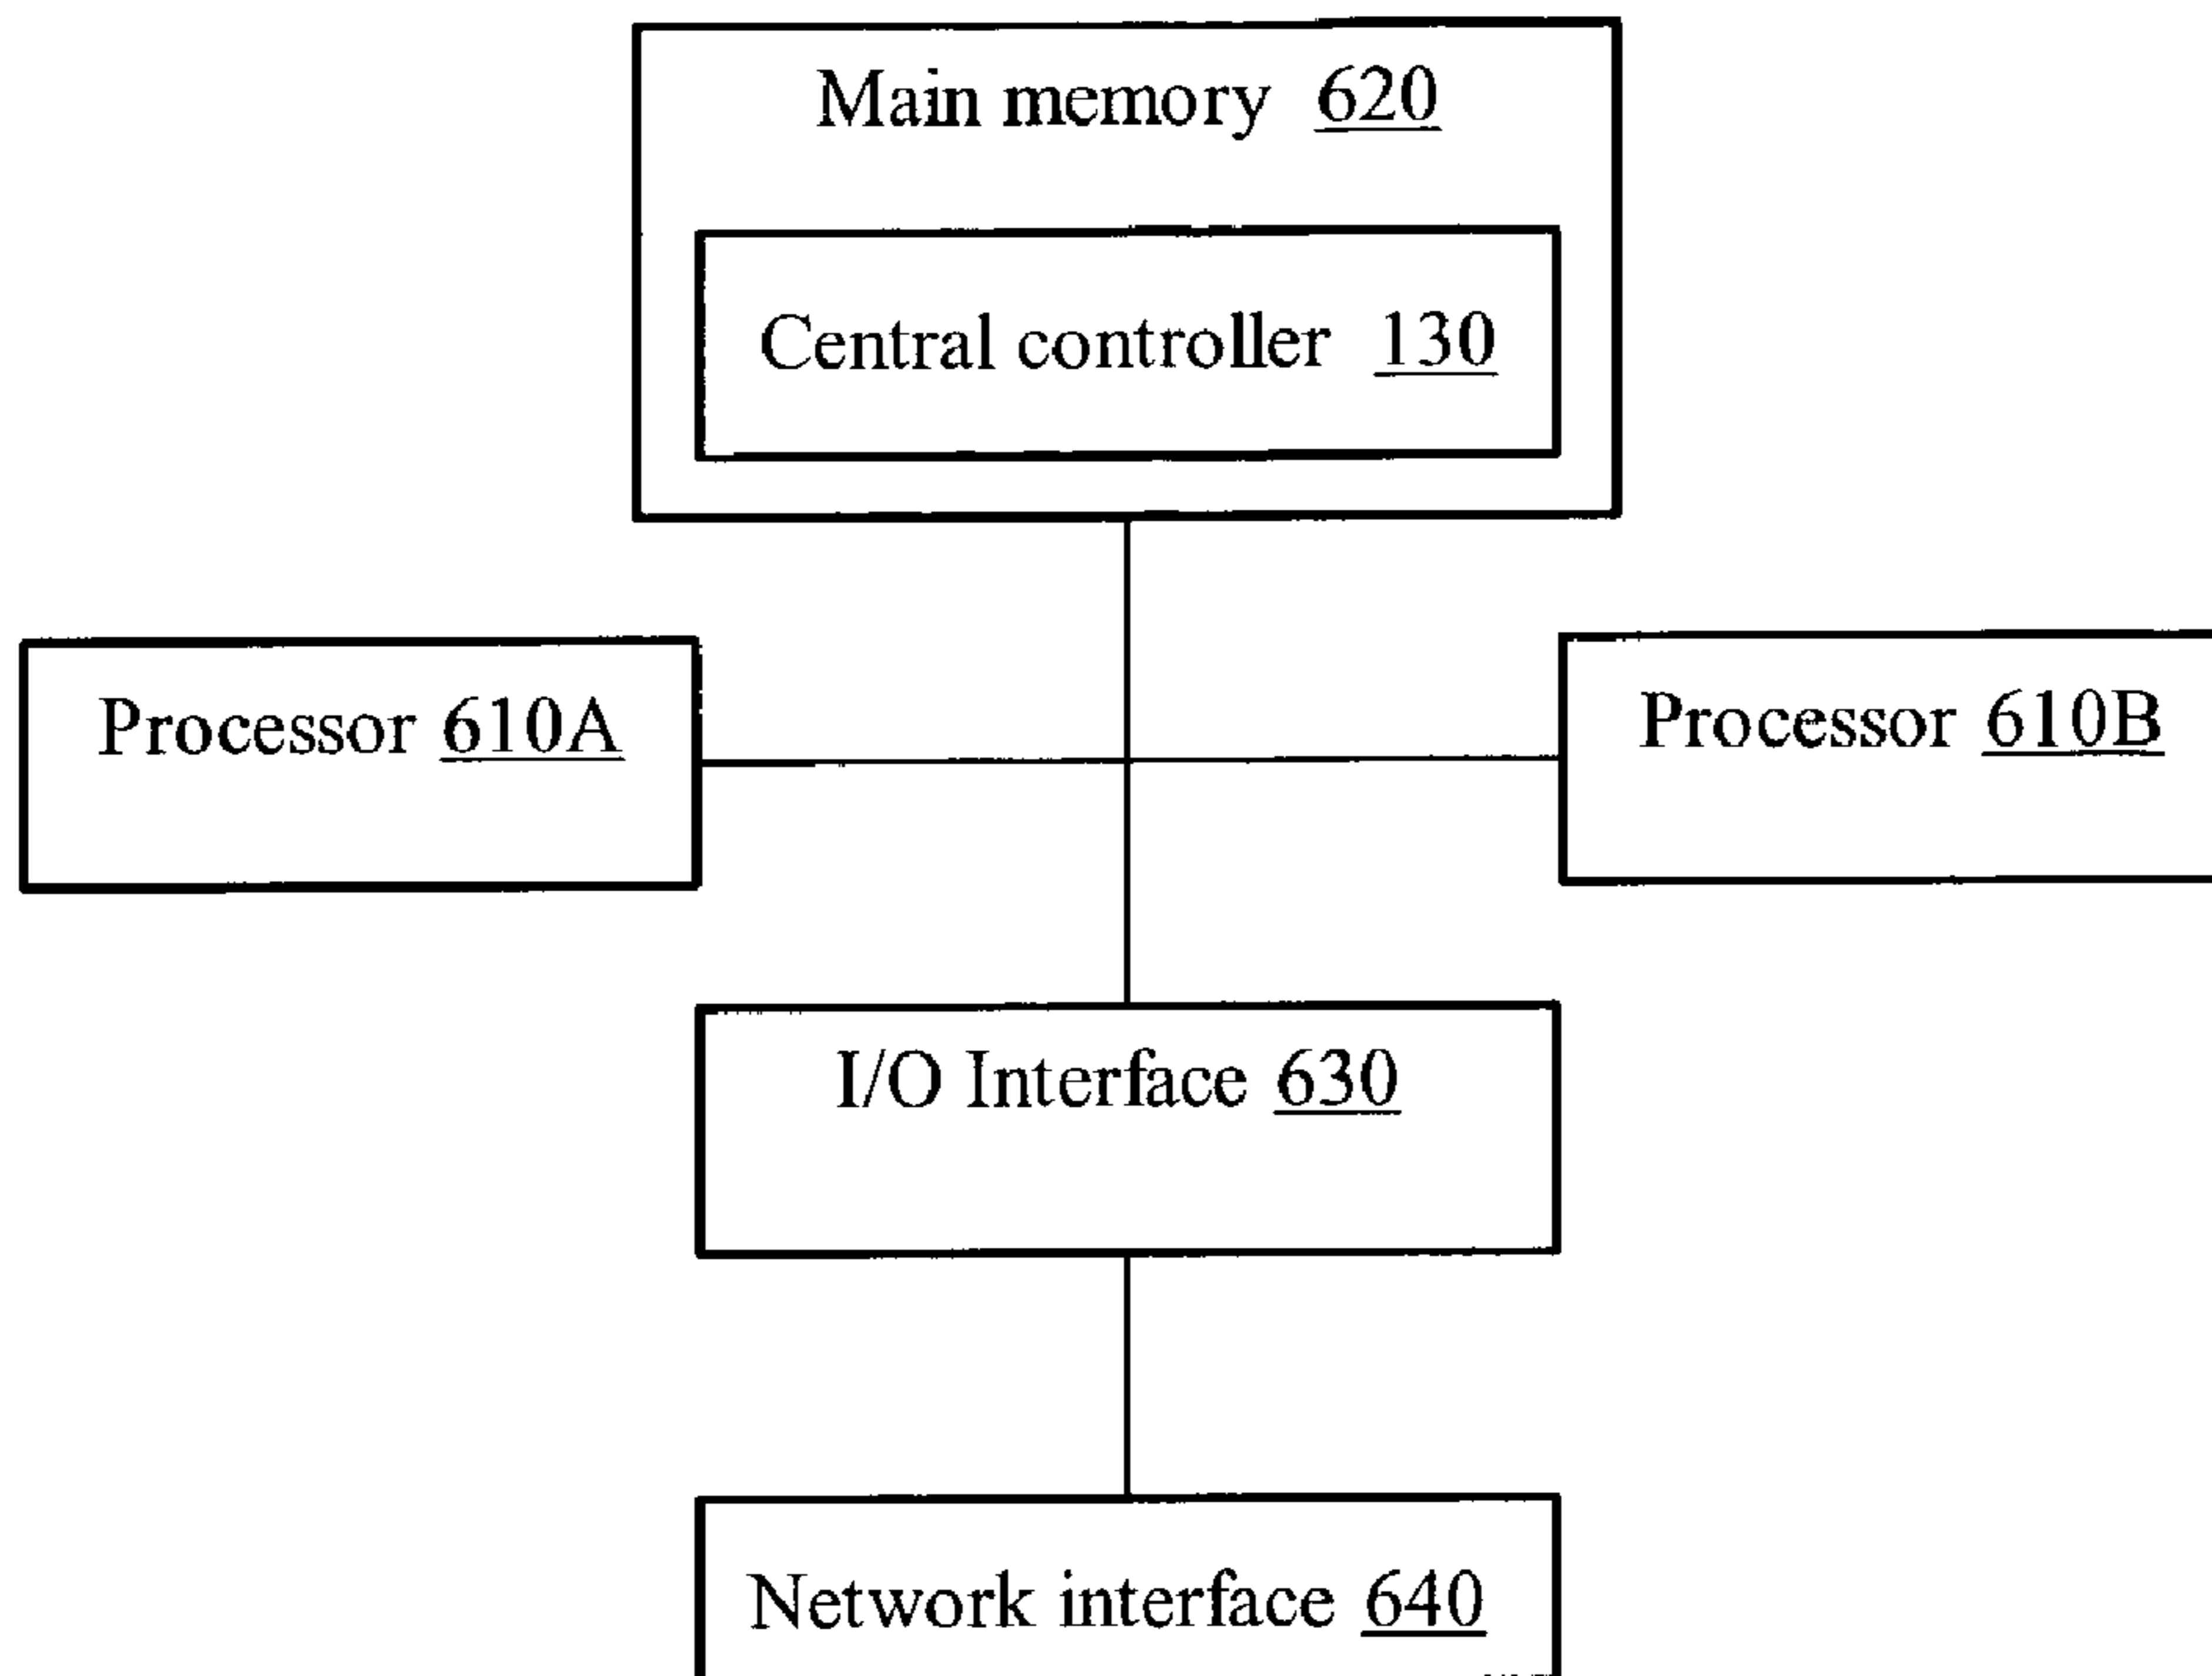 Main memory 620
Central controller 130
Processor 610A
Processor 610B
I/O Interface 630
Network interface 640